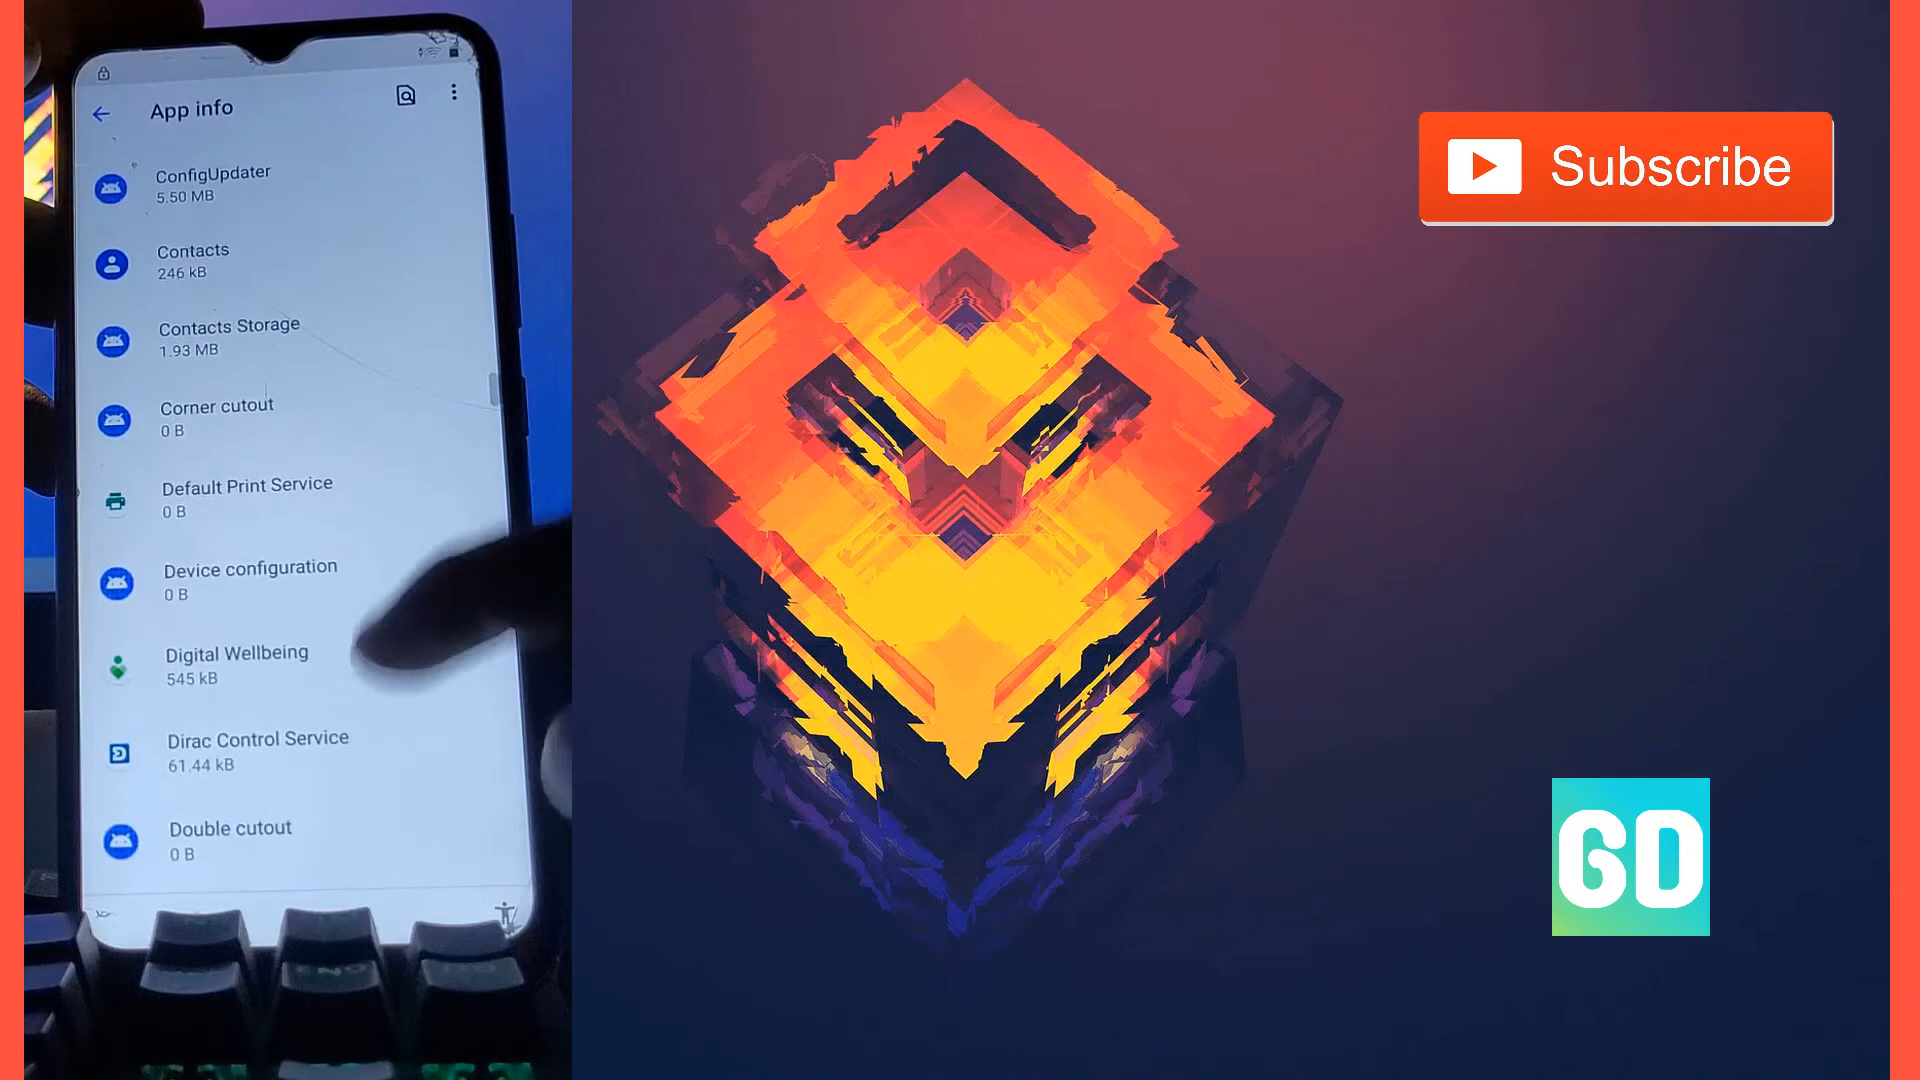 App info
ConfigUpdater
5.50 MB
Contacts
246 kB
Contacts Storage
1.93 MB
Corner cutout
0 B
Default Print Service
0 B
Device configuration
0 B
Digital Wellbeing
545 kB
Dirac Control Service
61.44 kB
Double cutout
0 B
END
Subscribe
GD